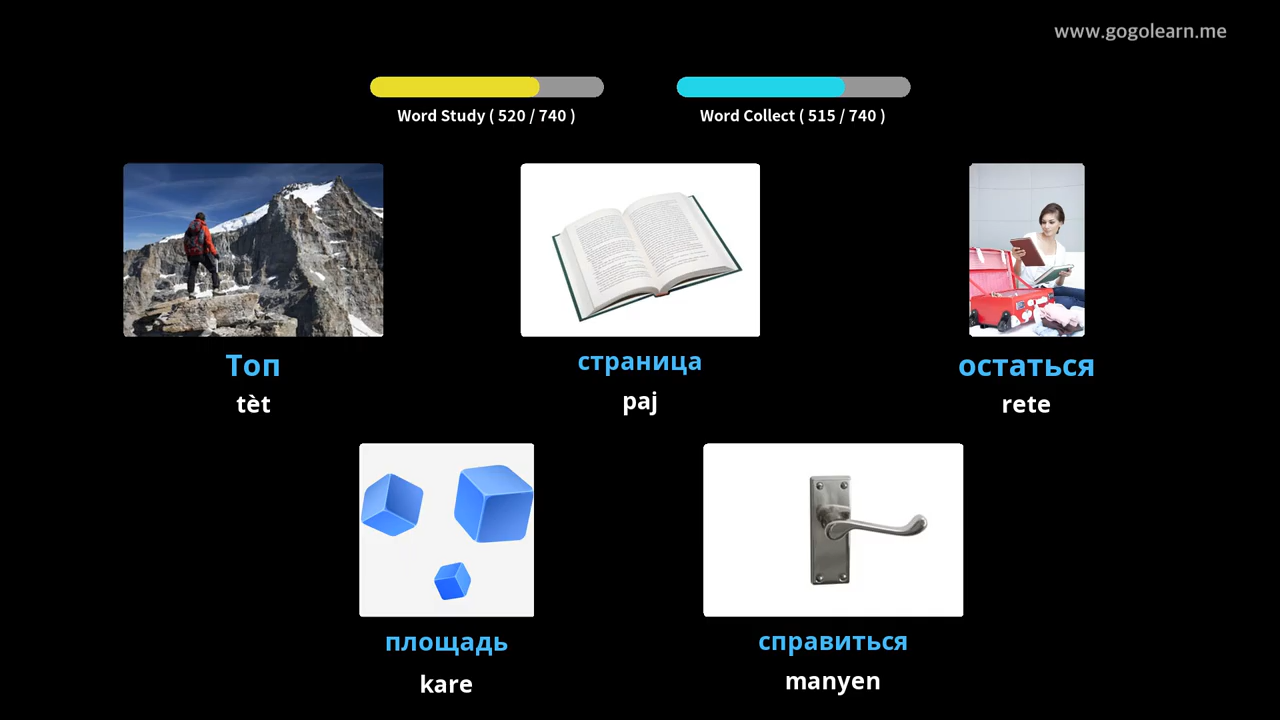 www.gogolearn.me
Word Study ( 520 / 740 )
Word Collect ( 515 / 740 )
Топ
tèt
страница
paj
остаться
rete
площадь
kare
справиться
manyen